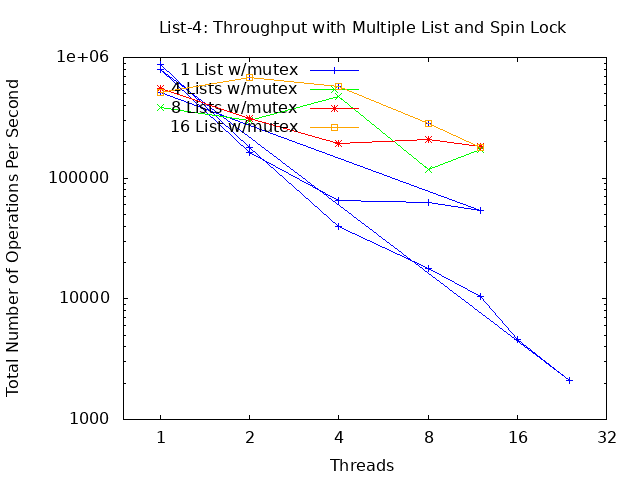 List-4: Throughput with Multiple List and Spin Lock
Total Number of Operations Per Second
1e+06
100000
10000
1000
1 List w/mutex
4 Lists w/mutex
8 Lists w/mutex
16 List w/mutex
1 2 4 8 16 32
Threads